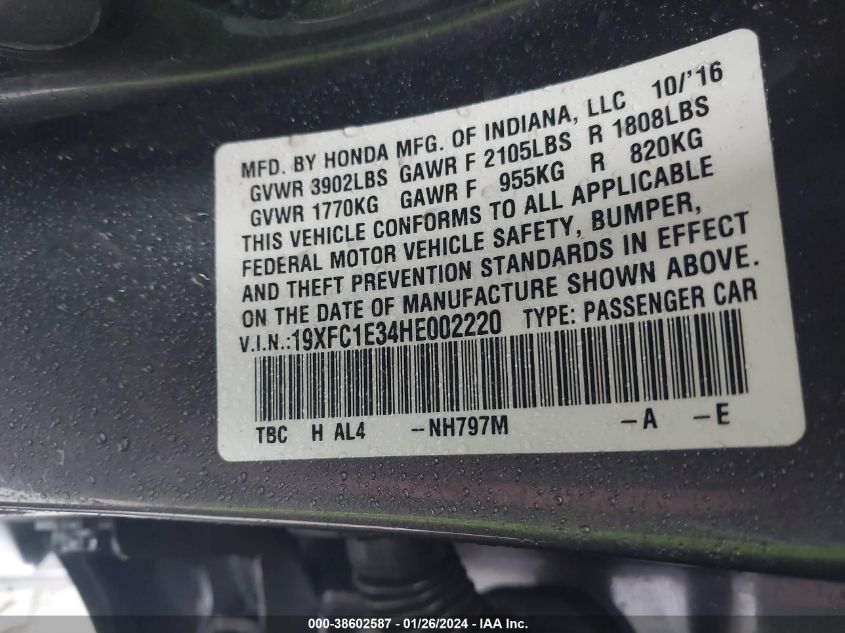 MFD. BY HONDA MFG. OF INDIANA, LLC 10/'16
GVWR 3902LBS GAWR F 2105LBS R 1808LBS
GVWR 1770KG GAWR F 955KG R 820KG
THIS VEHICLE CONFORMS TO ALL APPLICABLE
FEDERAL MOTOR VEHICLE SAFETY, BUMPER,
AND THEFT PREVENTION STANDARDS IN EFFECT
ON THE DATE OF MANUFACTURE SHOWN ABOVE.
V.I.N.:19XFC1E34HE002220 TYPE: PASSENGER CAR
TBC H AL4 -NH797M -A -E
000-38602587 - 01/26/2024 - IAA Inc.